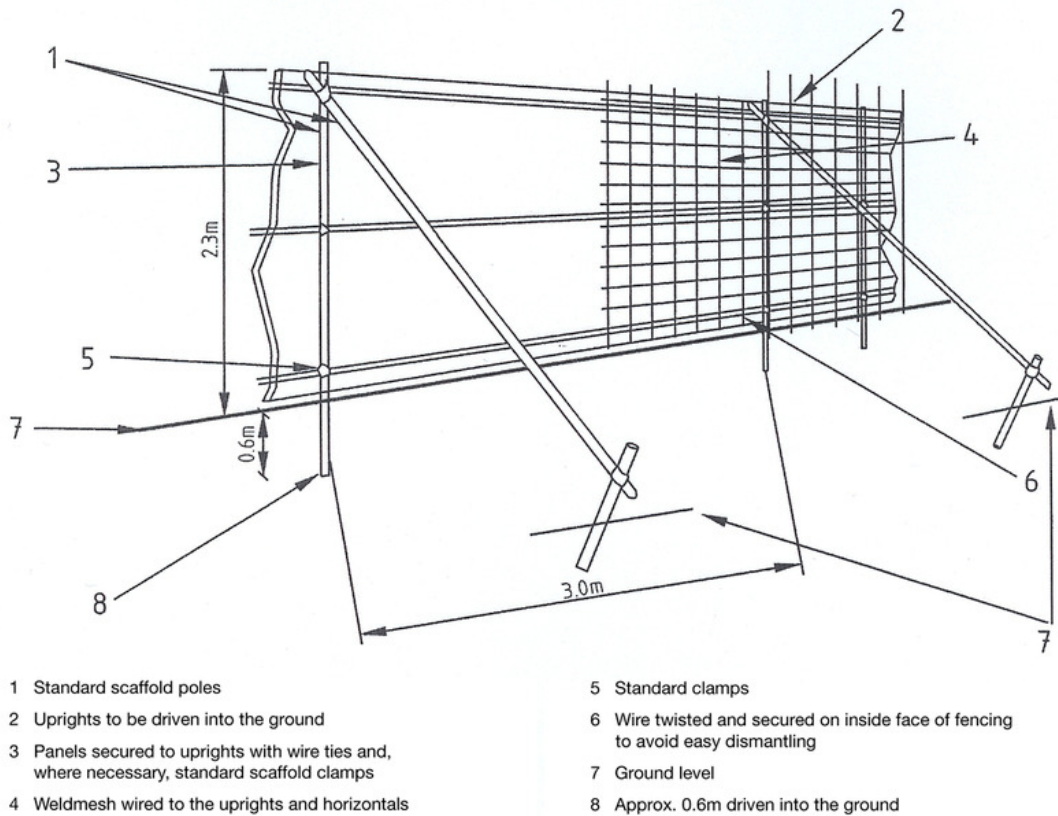 1
2
3
4
2.3m
5
7
0.6m
6
8
3.0m
7
1 Standard scaffold poles
2 Uprights to be driven into the ground
3 Panels secured to uprights with wire ties and,
where necessary, standard scaffold clamps
4 Weldmesh wired to the uprights and horizontals
5 Standard clamps
6 Wire twisted and secured on inside face of fencing
to avoid easy dismantling
7 Ground level
8 Approx. 0.6m driven into the ground